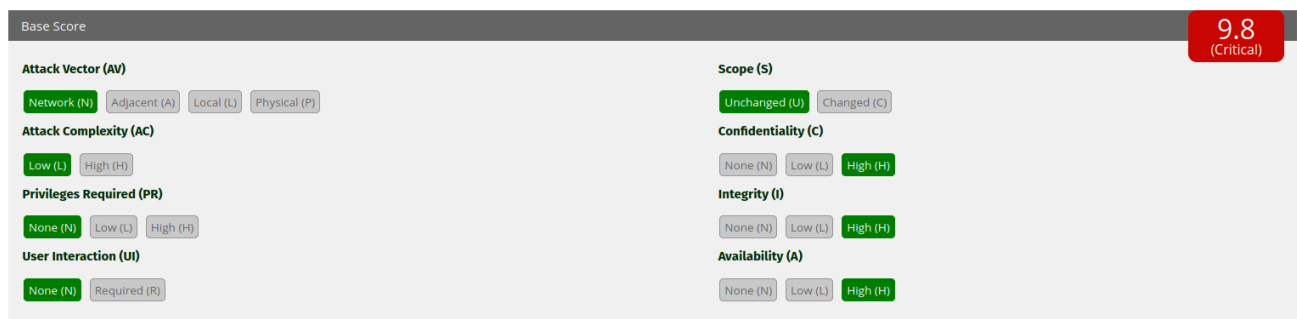 Base Score
9.8
(Critical)
Attack Vector (AV)
Network (N) Adjacent (A) Local (L) Physical (P)
Attack Complexity (AC)
Low (L) High (H)
Privileges Required (PR)
None (N) Low (L) High (H)
User Interaction (UI)
None (N) Required (R)
Scope (S)
Unchanged (U) Changed (C)
Confidentiality (C)
None (N) Low (L) High (H)
Integrity (I)
None (N) Low (L) High (H)
Availability (A)
None (N) Low (L) High (H)